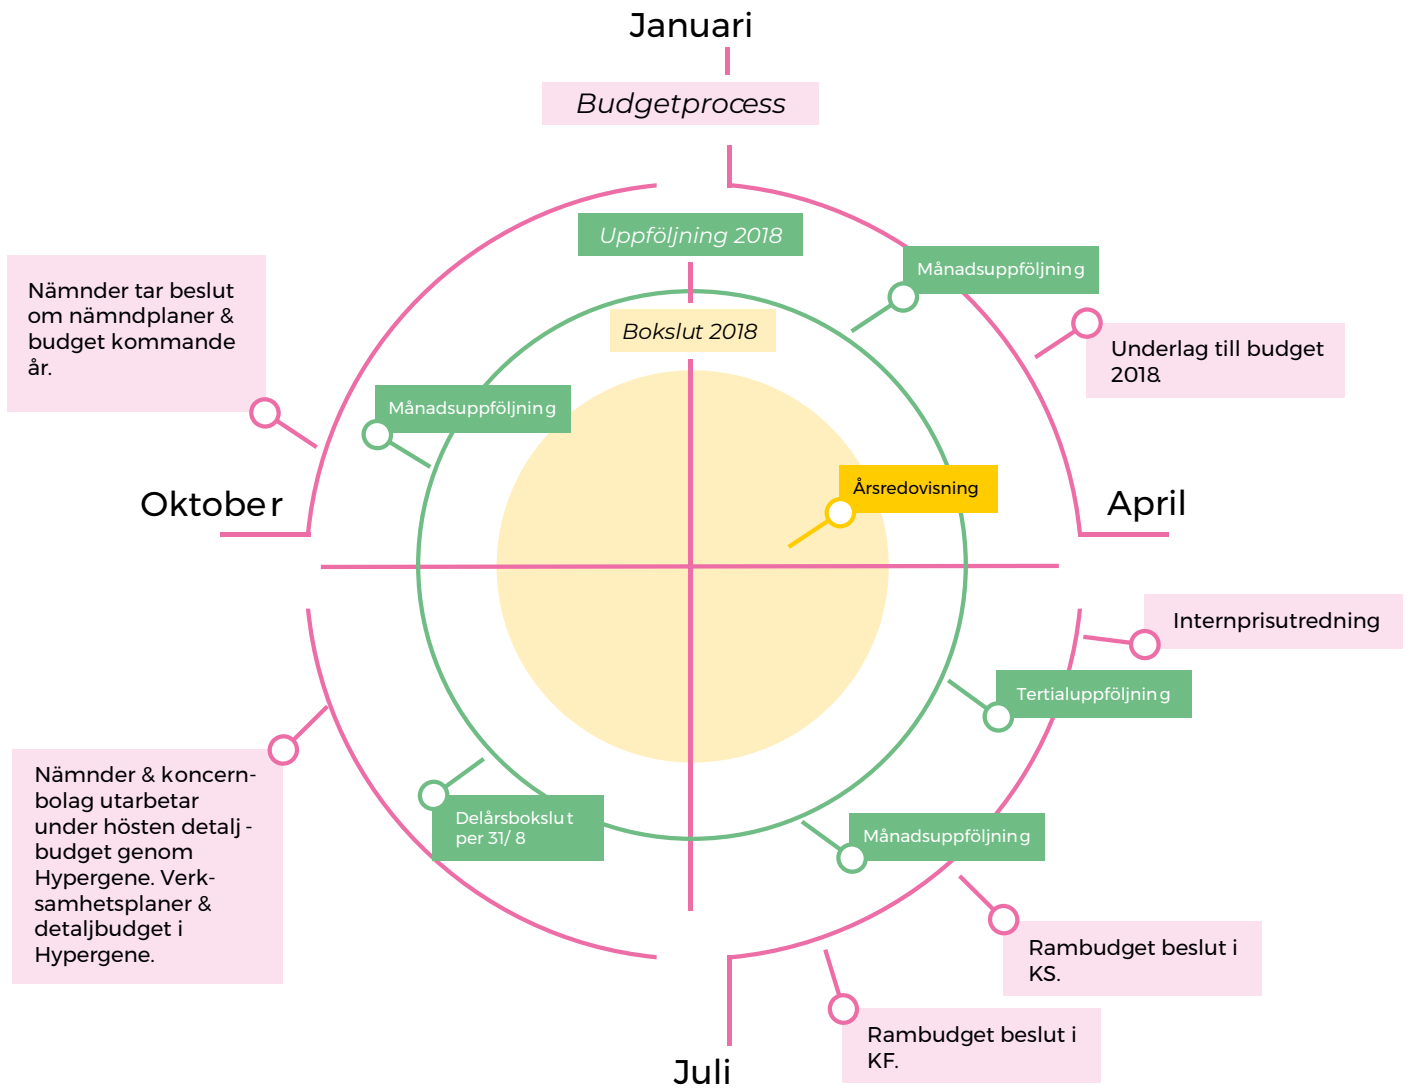 Januari
Budgetprocess
Uppföljning 2018
Månadsuppföljning
Nämnder tar beslut
om nämndplaner &
budget kommande
år.
Bokslut 2018
Underlag till budget
2018.
Månadsuppföljning
Årsredovisning
Oktober
April
Internprisutredning
Tertialuppföljning
Nämnder & koncern-
bolag utarbetar
under hösten detalj-
budget genom
Hypergene. Verk-
samhetsplaner &
detaljbudget i
Hypergene.
Delårsbokslut
per 31/8
Månadsuppföljning
Rambudget beslut i
KS.
Rambudget beslut i
KF.
Juli